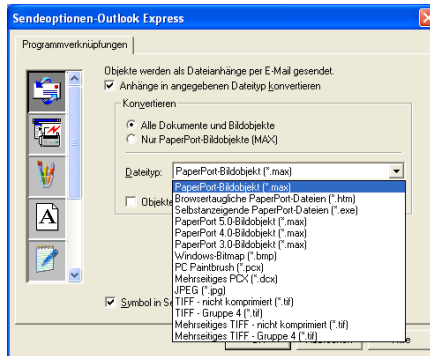 Sendeoptionen-Outlook Express
Programmverknüpfungen
Objekte werden als Dateianhänge per E-Mail gesendet.
Anhänge in angegebenen Dateityp konvertieren
Konvertieren
Alle Dokumente und Bildobjekte
Nur PaperPort-Bildobjekte (MAX)
Dateityp: PaperPort-Bildobjekt (*.max)
PaperPort-Bildobjekt (*.max)
Browsertaugliche PaperPort-Dateien (*.htm)
Selbstanzeigende PaperPort-Dateien (*.exe)
Objekte
PaperPort 5.0-Bildobjekt (*.max)
PaperPort 4.0-Bildobjekt (*.max)
PaperPort 3.0-Bildobjekt (*.max)
Windows-Bitmap (*.bmp)
PC Paintbrush (*.pcx)
Mehrseitiges PCX (*.dcx)
JPEG (*.jpg)
TIFF - nicht komprimiert (*.tif)
Symbol in Se
TIFF - Gruppe 4 (*.tif)
Mehrseitiges TIFF - nicht komprimiert (*.tif)
Mehrseitiges TIFF - Gruppe 4 (*.tif)